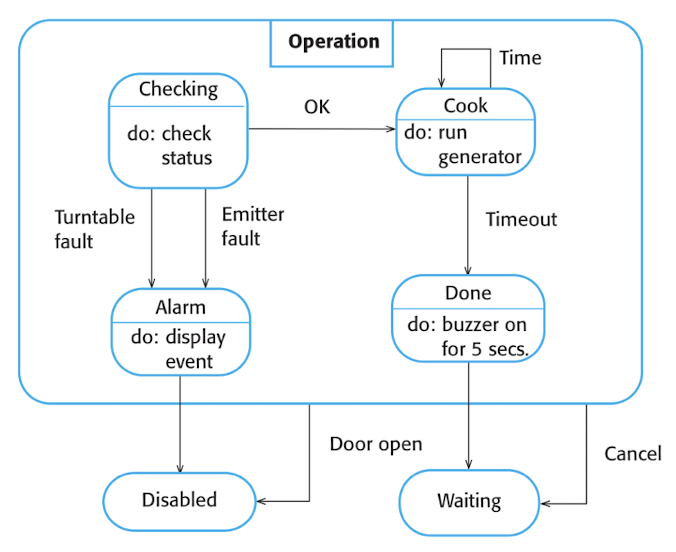 Operation
Time
Checking
do: check
status
OK
Cook
do: run
generator
Turntable
fault
Emitter
fault
Timeout
Alarm
do: display
event
Done
do: buzzer on
for 5 secs.
Door open
Cancel
Disabled
Waiting